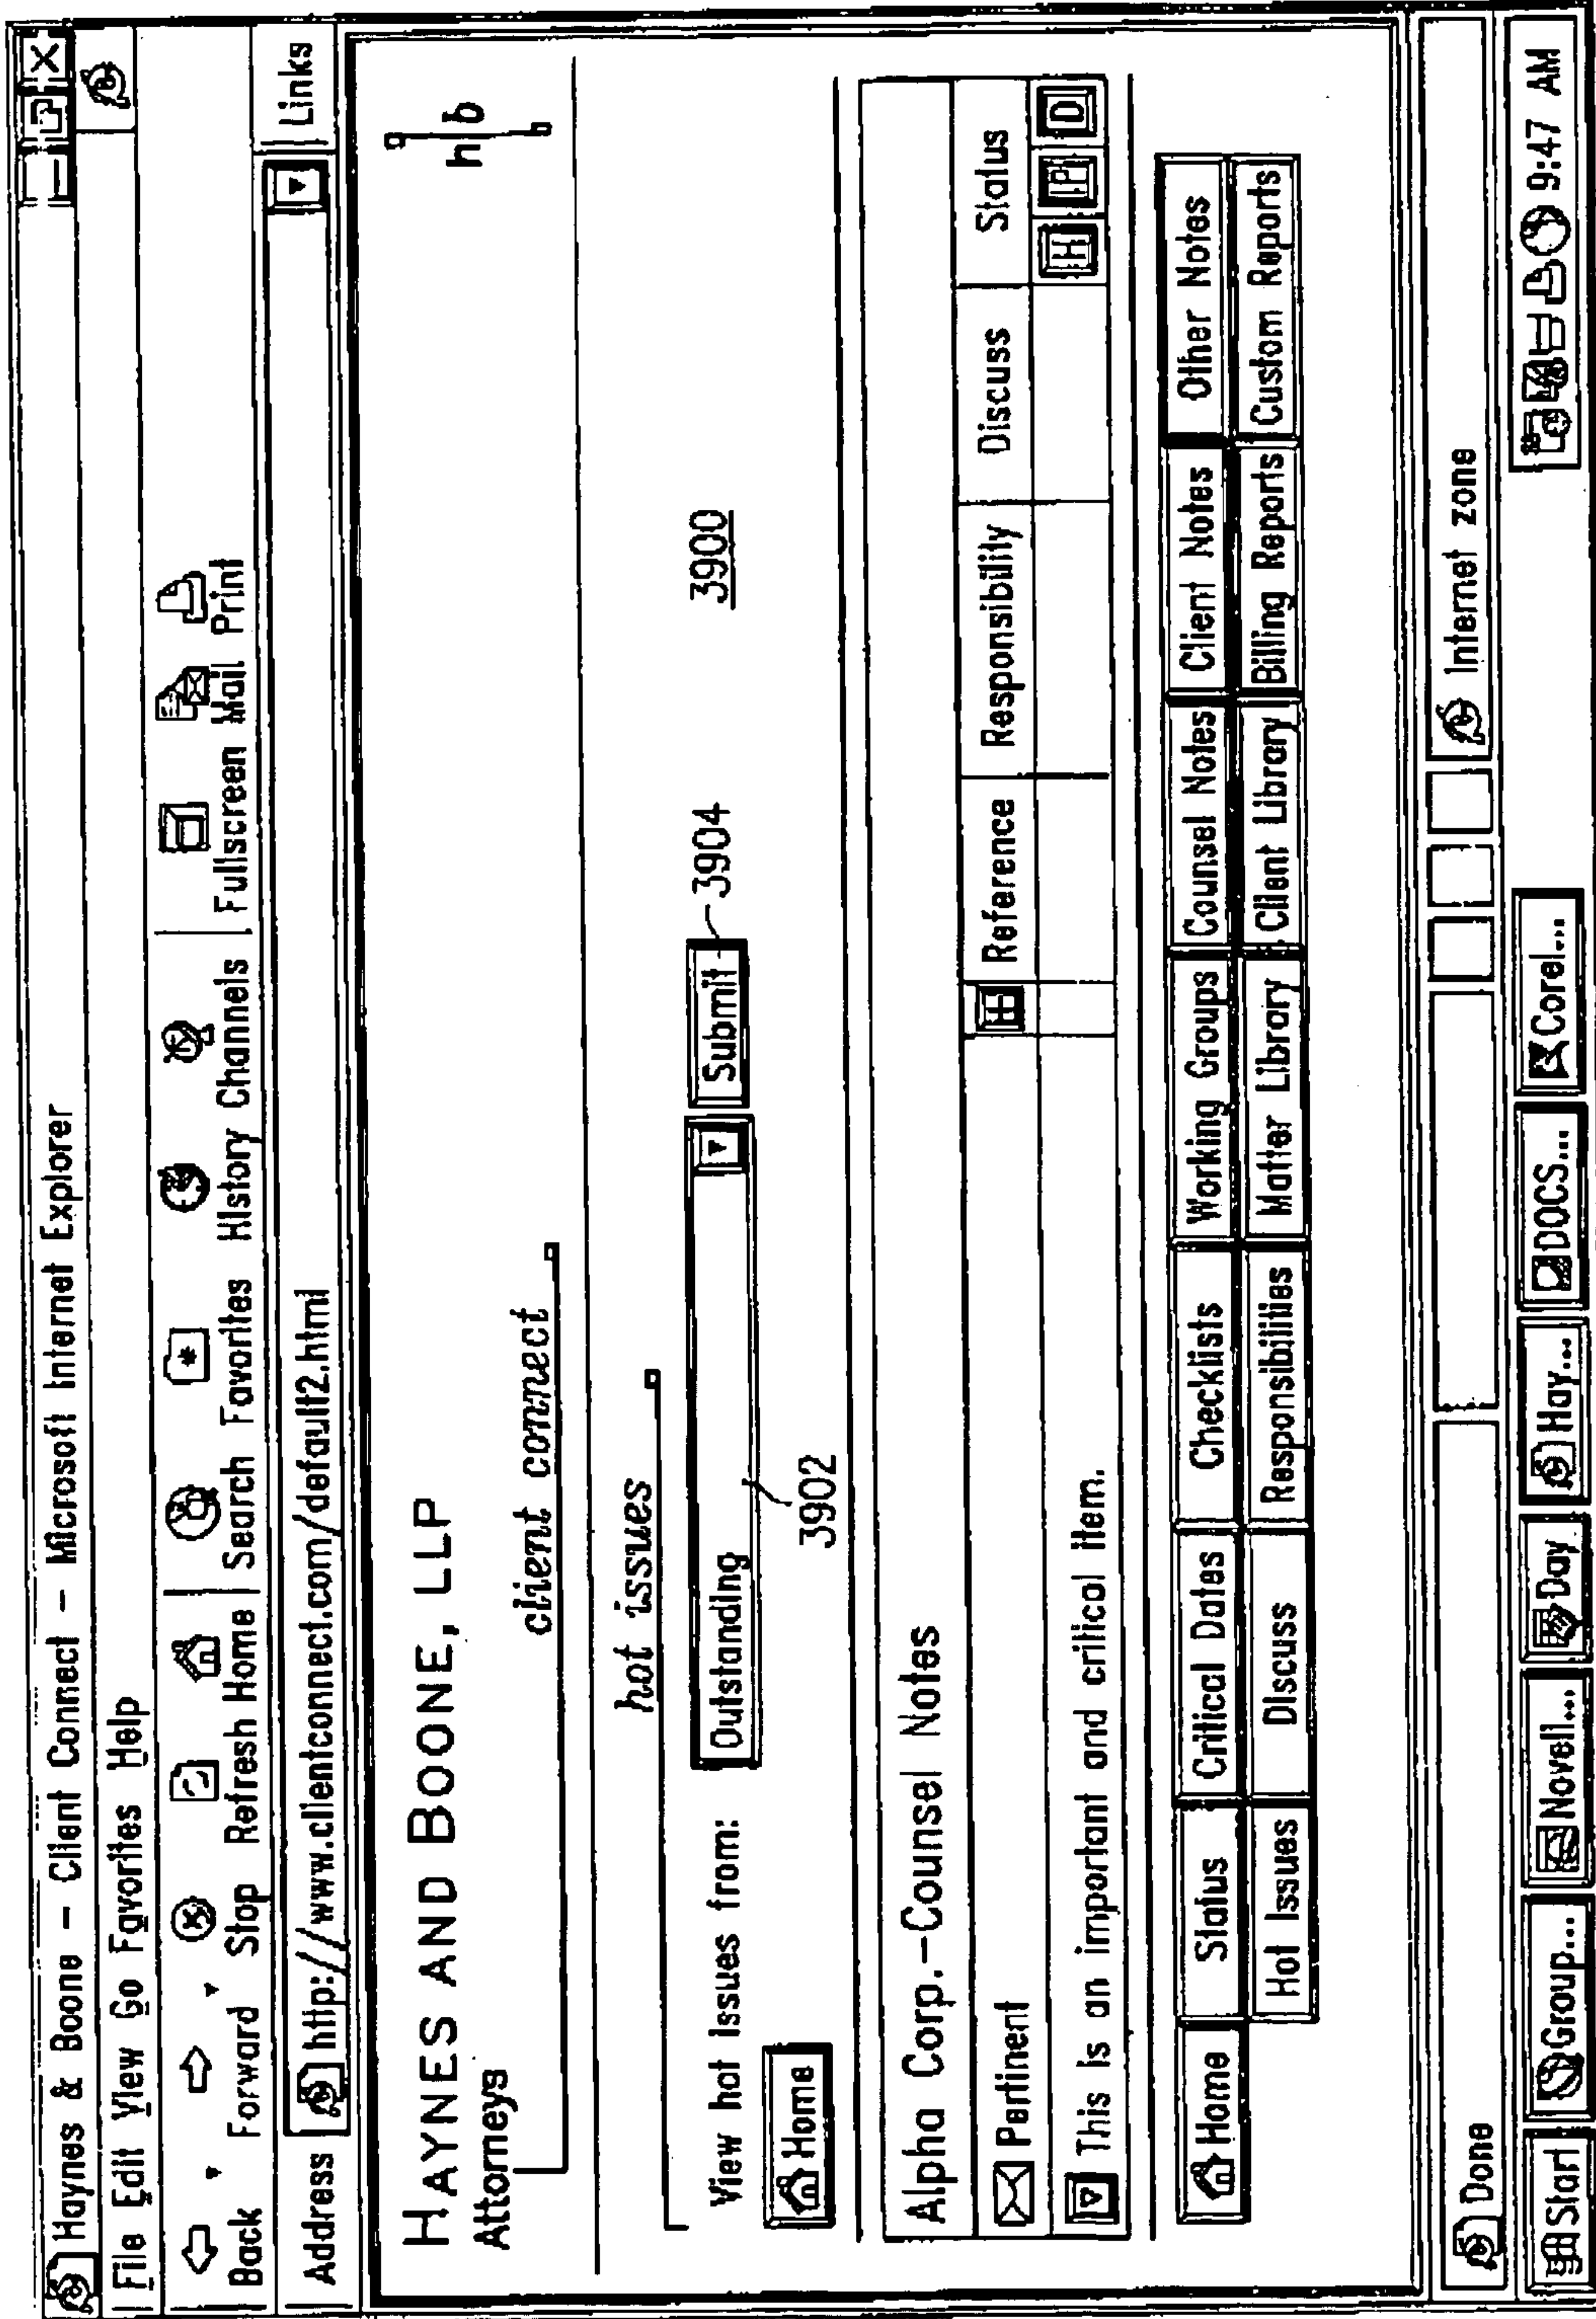 Haynes & Boone - Client Connect - Microsoft Internet Explorer
File Edit View Go Favorites Help
Back Forward Stop Refresh Home Search Favorites History Channels Fullscreen Mail Print
Address http://www.clientconnect.com/default2.html Links
HAYNES AND BOONE, LLP
Attorneys
h b
client connect
hot issues
View hot issues from: Outstanding Submit 3904
3902
3900
Home
Alpha Corp.-Counsel Notes
Pertinent Reference Responsibility Discuss Status
This is an important and critical item. H P D
Home Status Critical Dates Checklists Working Groups Counsel Notes Client Notes Other Notes
Hot Issues Discuss Responsibilities Matter Library Client Library Billing Reports Custom Reports
Done Internet zone
Start Group... Novell... Day Hay... DOCS... Corel... 9:47 AM